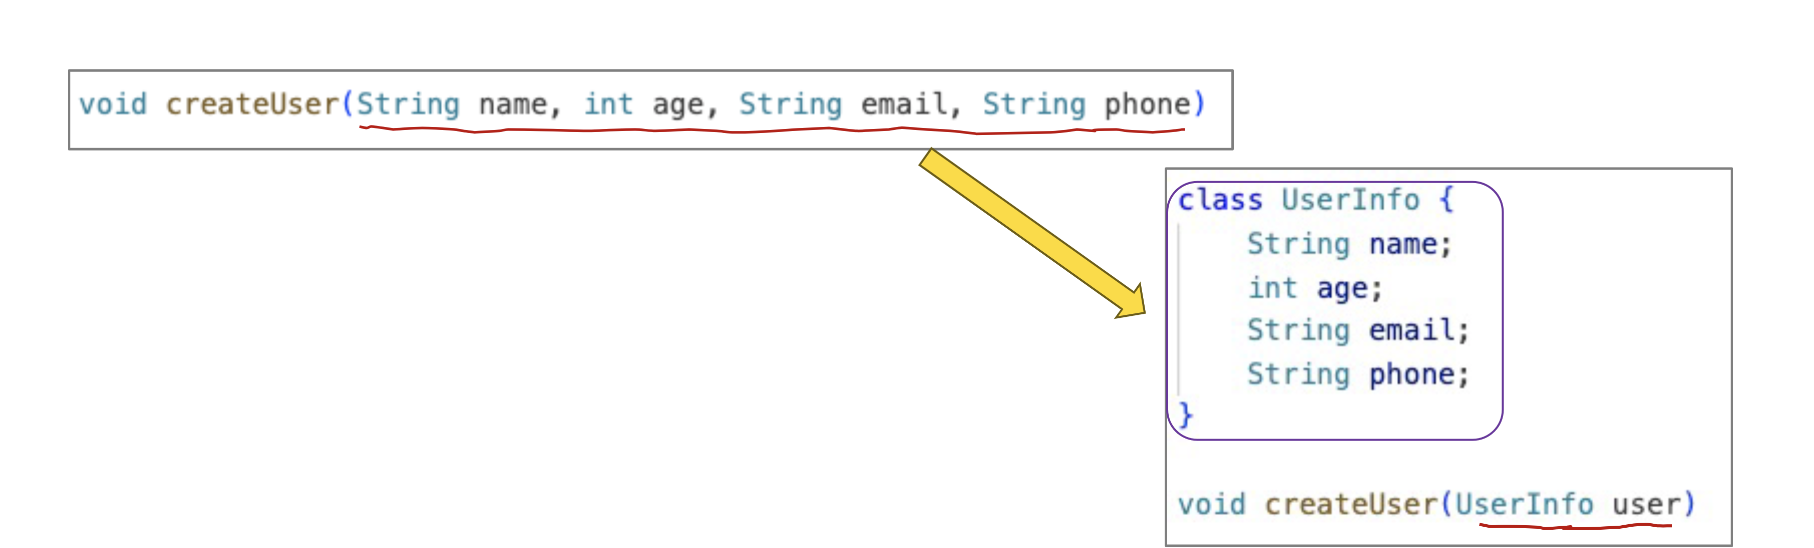 void createUser(String name, int age, String email, String phone)
class UserInfo {
    String name;
    int age;
    String email;
    String phone;
}
void createUser(UserInfo user)